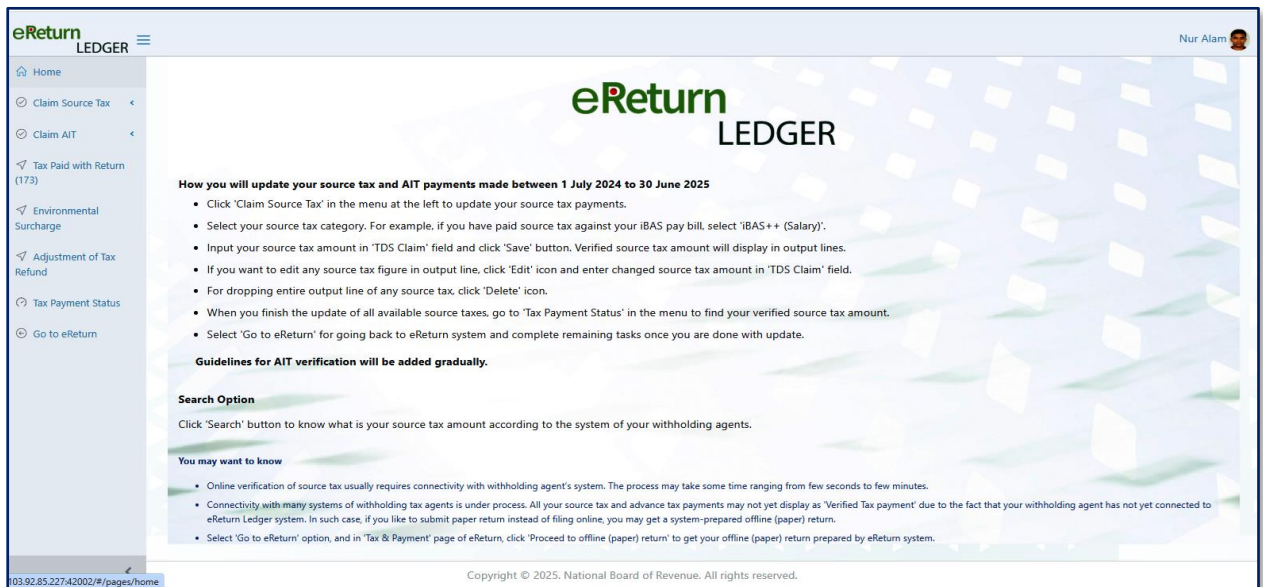 eReturn
LEDGER
Nur Alam
Home
Claim Source Tax
Claim AIT
Tax Paid with Return
(173)
Environmental
Surcharge
Adjustment of Tax
Refund
Tax Payment Status
Go to eReturn
eReturn
LEDGER
How you will update your source tax and AIT payments made between 1 July 2024 to 30 June 2025
• Click 'Claim Source Tax' in the menu at the left to update your source tax payments.
• Select your source tax category. For example, if you have paid source tax against your iBAS pay bill, select 'iBAS++ (Salary)'.
• Input your source tax amount in 'TDS Claim' field and click 'Save' button. Verified source tax amount will display in output lines.
• If you want to edit any source tax figure in output line, click 'Edit' icon and enter changed source tax amount in 'TDS Claim' field.
• For dropping entire output line of any source tax, click 'Delete' icon.
• When you finish the update of all available source taxes, go to 'Tax Payment Status' in the menu to find your verified source tax amount.
• Select 'Go to eReturn' for going back to eReturn system and complete remaining tasks once you are done with update.
Guidelines for AIT verification will be added gradually.
Search Option
Click 'Search' button to know what is your source tax amount according to the system of your withholding agents.
You may want to know
• Online verification of source tax usually requires connectivity with withholding agent's system. The process may take some time ranging from few seconds to few minutes.
• Connectivity with many systems of withholding tax agents is under process. All your source tax and advance tax payments may not yet display as 'Verified Tax payment' due to the fact that your withholding agent has not yet connected to
eReturn Ledger system. In such case, if you like to submit paper return instead of filing online, you may get a system-prepared offline (paper) return.
• Select 'Go to eReturn' option, and in 'Tax & Payment' page of eReturn, click 'Proceed to offline (paper) return' to get your offline (paper) return prepared by eReturn system.
103.92.85.227:42002/#/pages/home
Copyright © 2025. National Board of Revenue. All rights reserved.